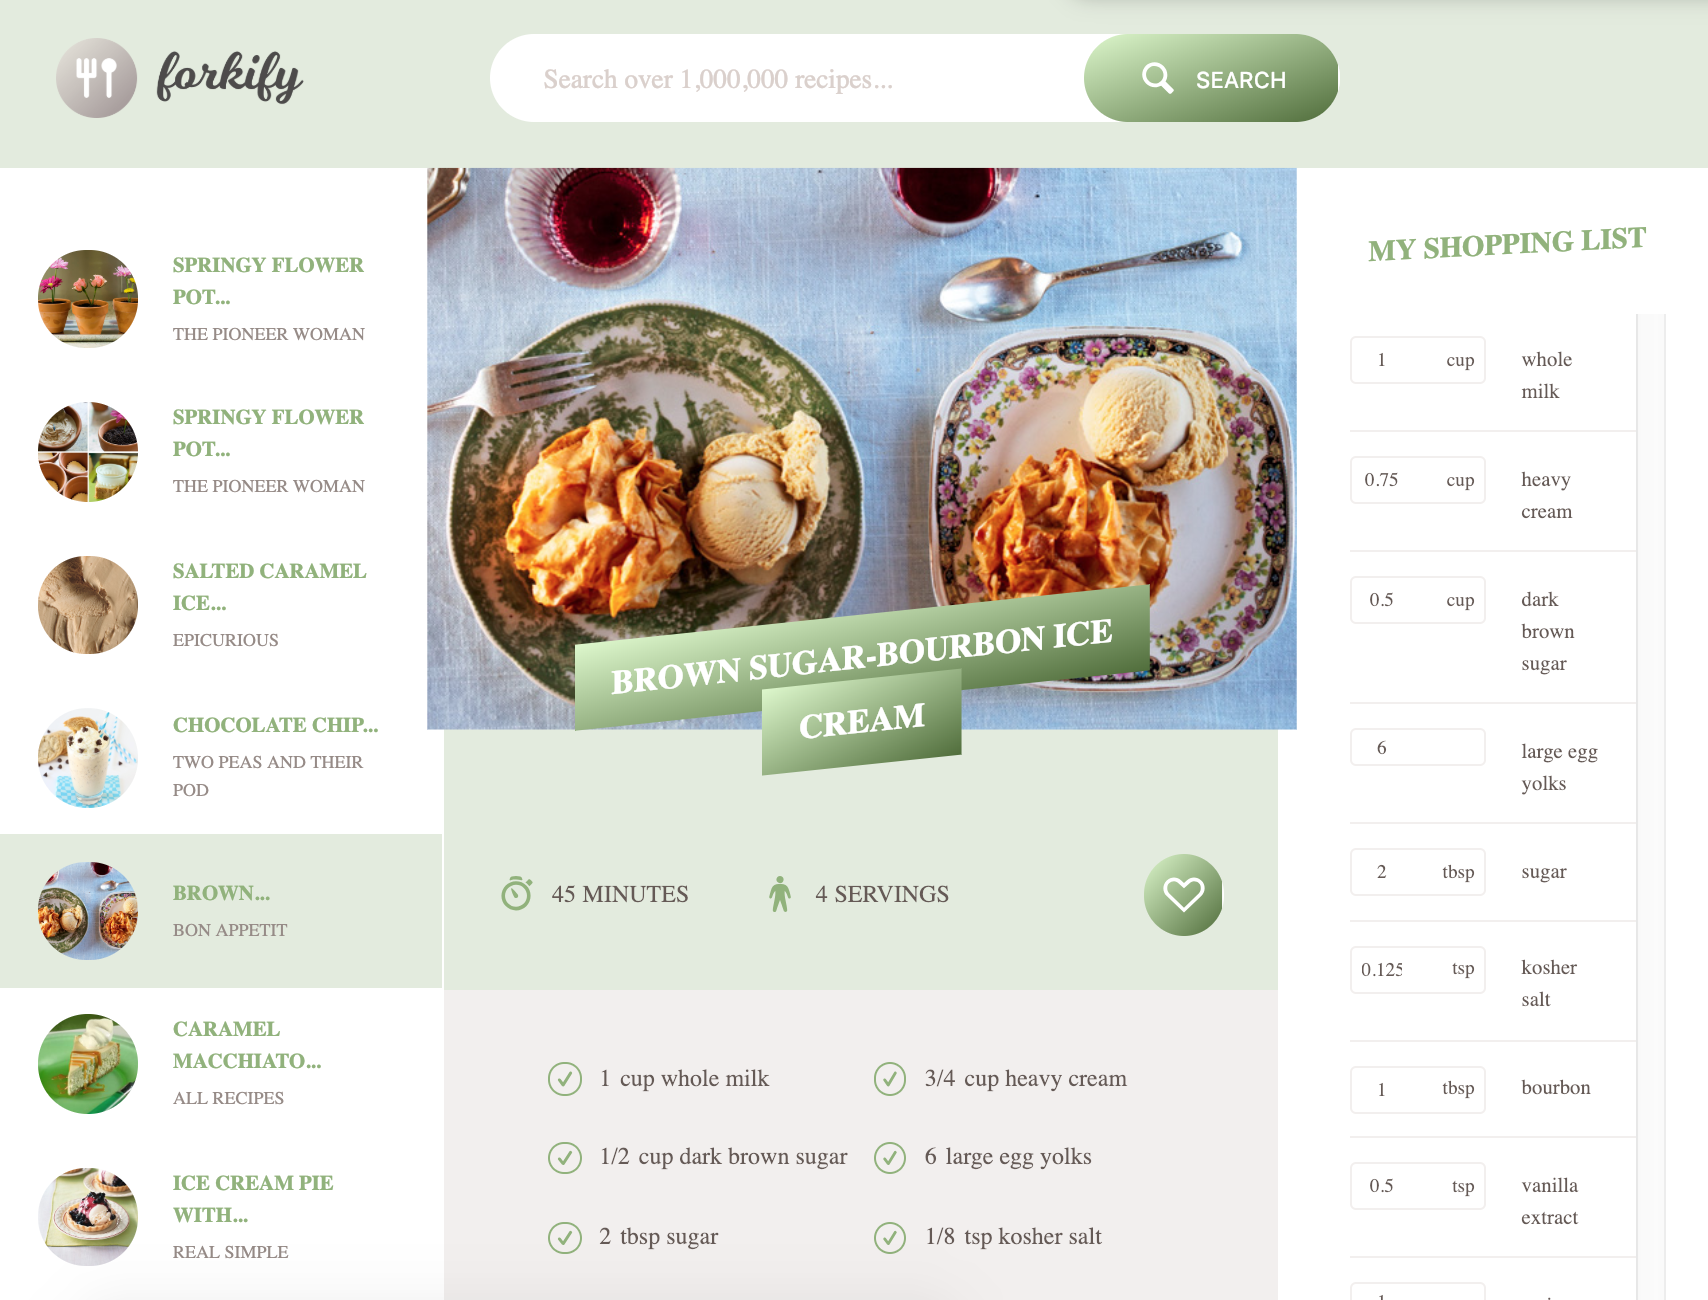 forkify
Search over 1,000,000 recipes...
SEARCH
SPRINGY FLOWER
POT...
THE PIONEER WOMAN
SPRINGY FLOWER
POT...
THE PIONEER WOMAN
SALTED CARAMEL
ICE...
EPICURIOUS
CHOCOLATE CHIP...
TWO PEAS AND THEIR
POD
BROWN...
BON APPETIT
CARAMEL
MACCHIATO...
ALL RECIPES
ICE CREAM PIE
WITH...
REAL SIMPLE
BROWN SUGAR-BOURBON ICE
CREAM
45 MINUTES
4 SERVINGS
1 cup whole milk
3/4 cup heavy cream
1/2 cup dark brown sugar
6 large egg yolks
2 tbsp sugar
1/8 tsp kosher salt
MY SHOPPING LIST
1 cup whole
milk
0.75 cup heavy
cream
0.5 cup dark
brown
sugar
6 large egg
yolks
2 tbsp sugar
0.125 tsp kosher
salt
1 tbsp bourbon
0.5 tsp vanilla
extract